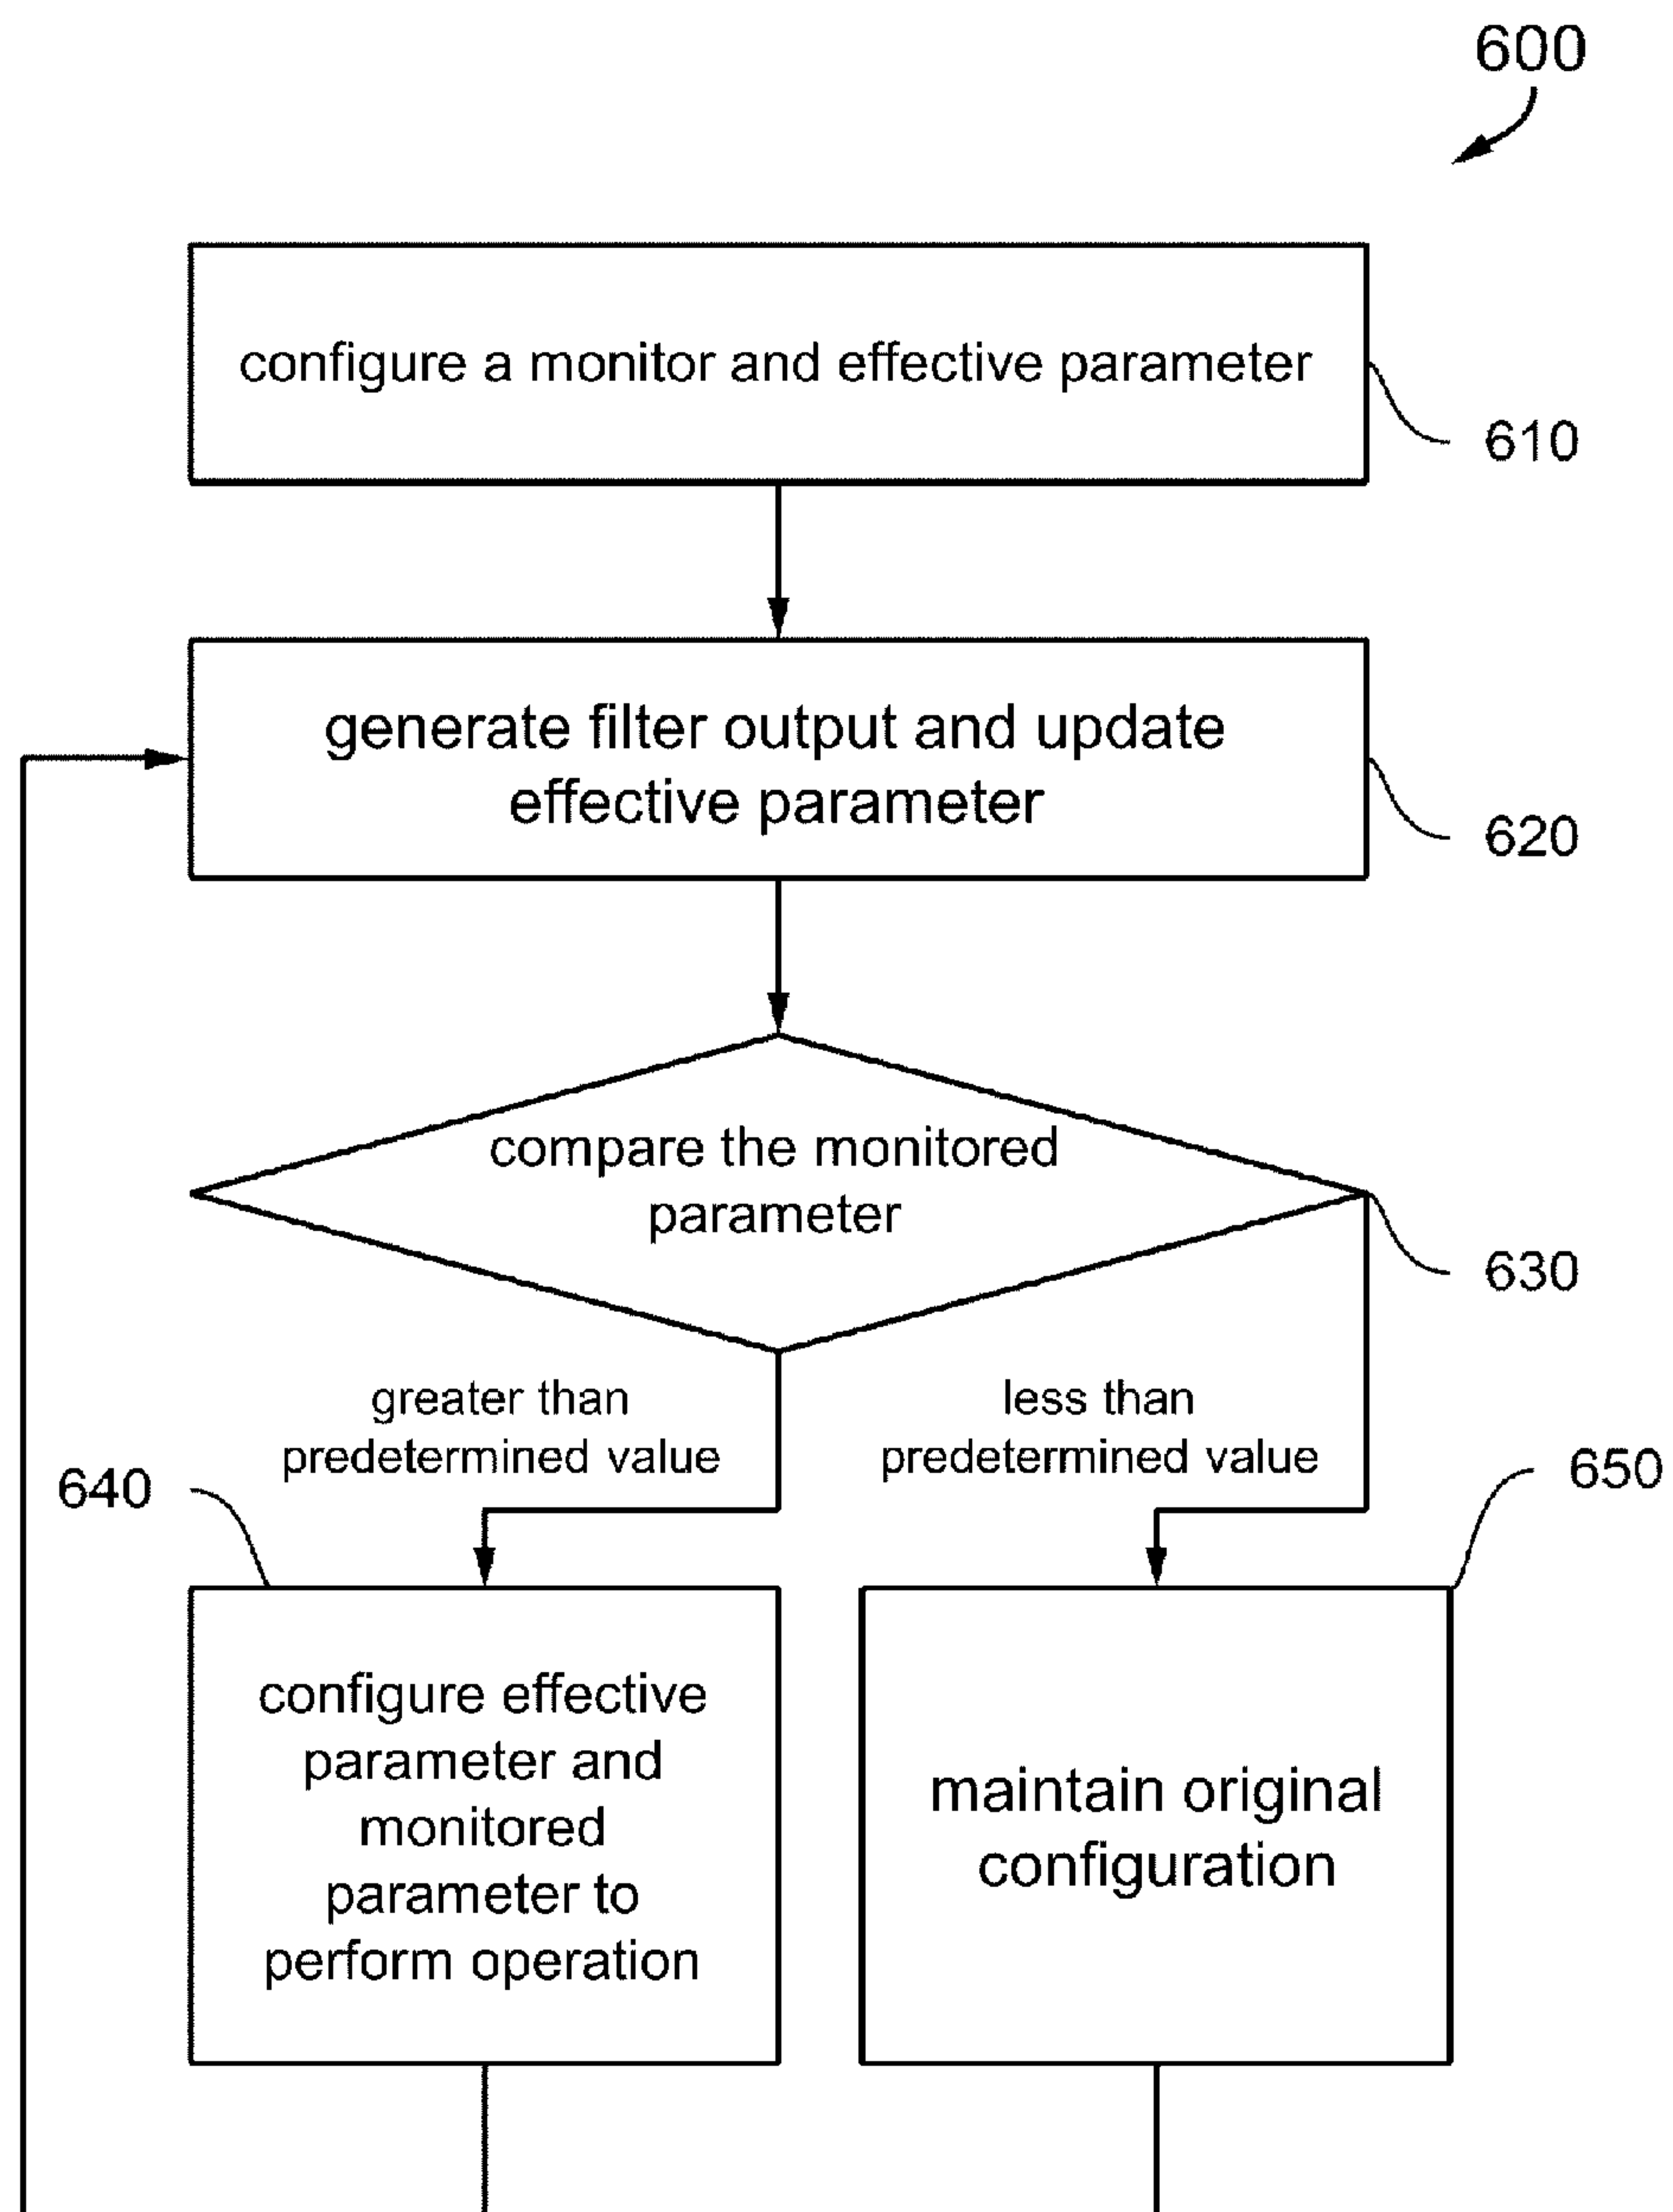 600
configure a monitor and effective parameter
610
generate filter output and update
effective parameter
620
compare the monitored
parameter
630
greater than
predetermined value
less than
predetermined value
640
650
configure effective
parameter and
monitored
parameter to
perform operation
maintain original
configuration